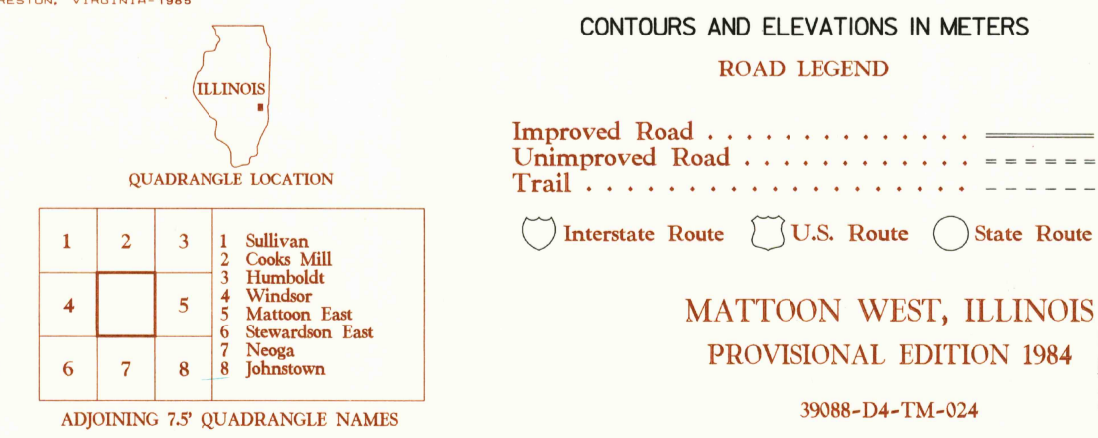 RESTON, VIRGINIA-1985
ILLINOIS
QUADRANGLE LOCATION
1 2 3
4 5
6 7 8
1 Sullivan
2 Cooks Mill
3 Humboldt
4 Windsor
5 Mattoon East
6 Stewardson East
7 Neoga
8 Johnstown
ADJOINING 7.5' QUADRANGLE NAMES
CONTOURS AND ELEVATIONS IN METERS
ROAD LEGEND
Improved Road
Unimproved Road
Trail
Interstate Route U.S. Route State Route
MATTOON WEST, ILLINOIS
PROVISIONAL EDITION 1984
39088-D4-TM-024